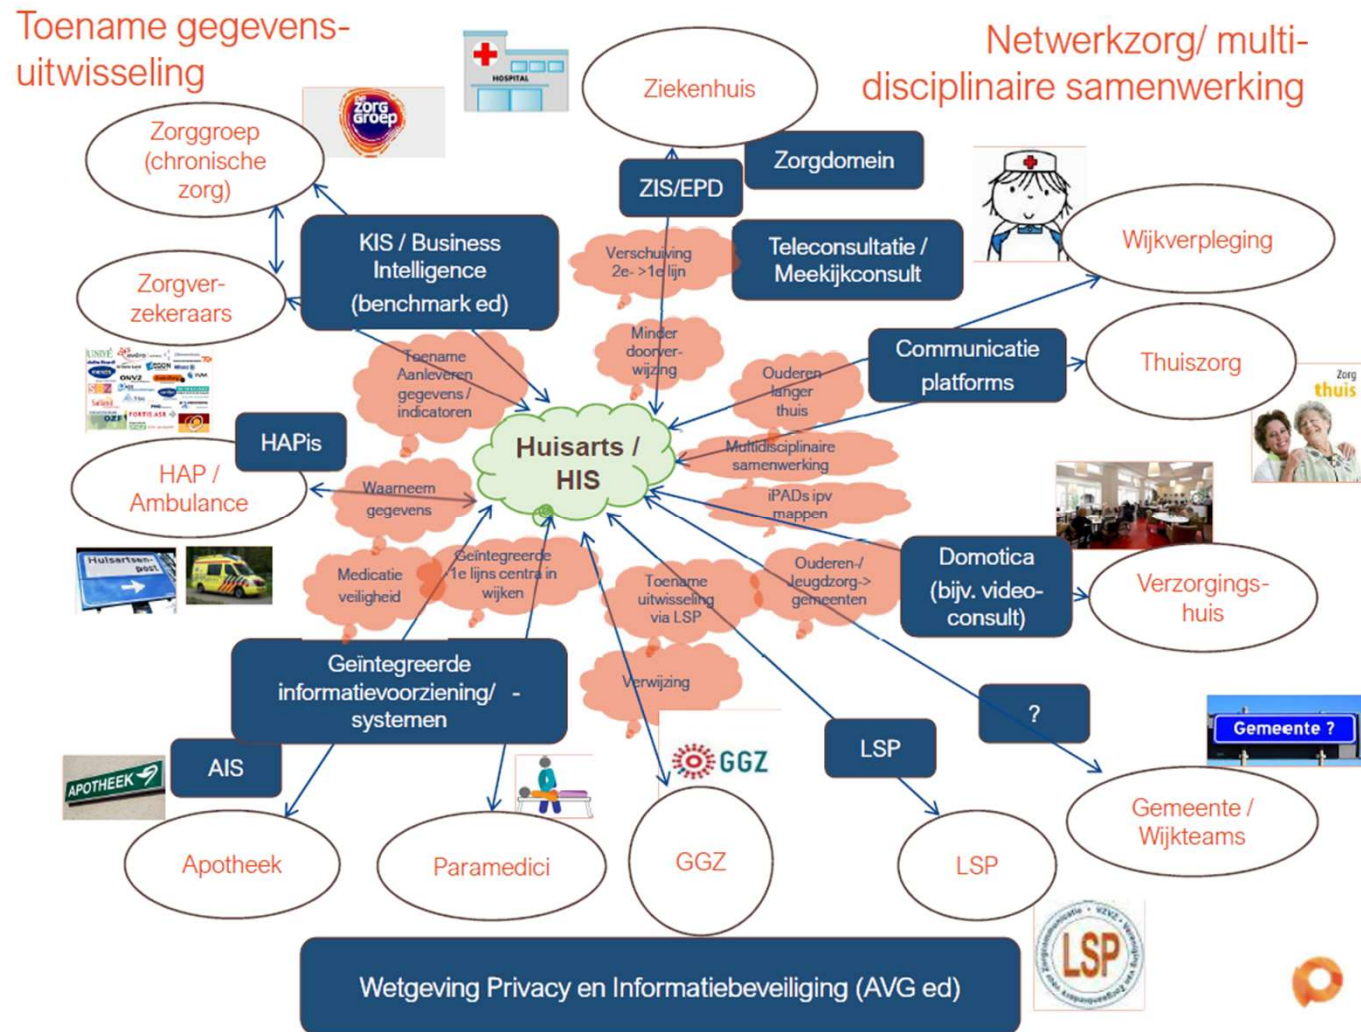 Toename gegevens-
uitwisseling
Netwerkzorg/ multi-
disciplinaire samenwerking
HOSPITAL
Ziekenhuis
zorg
groep
Zorggroep
(chronische
zorg)
Zorgdomein
ZIS/EPD
KIS / Business
Intelligence
(benchmark ed)
Verschuiving
2e- >1e lijn
Teleconsultatie /
Meekijkconsult
Wijkverpleging
Zorgver-
zekeraars
Toename
Aanleveren
gegevens /
indicatoren
Minder
doorver-
wijzing
Communicatie
platforms
Thuiszorg
Ouderen
langer
thuis
Zorg
thuis
UNIVÉ
ONVZ
FORTIS ASR
HAPis
HAP /
Ambulance
Huisarts /
HIS
Multidisciplinaire
samenwerking
Waarneem
gegevens
iPADs ipv
mappen
Huisartsen-
post
Medicatie
veiligheid
Geïntegreerde
-1e lijns centra in
wijken
Toename
uitwisseling
via LSP
Ouderen-/
Jeugdzorg->
gemeenten
Domotica
(bijv. video-
consult)
Verzorgings-
huis
Geïntegreerde
informatievoorziening/ -
systemen
Verwijzing
?
Gemeente ?
LSP
GGZ
AIS
APOTHEEK
Apotheek
Paramedici
GGZ
LSP
Gemeente /
Wijkteams
LSP
Wetgeving Privacy en Informatiebeveiliging (AVG ed)